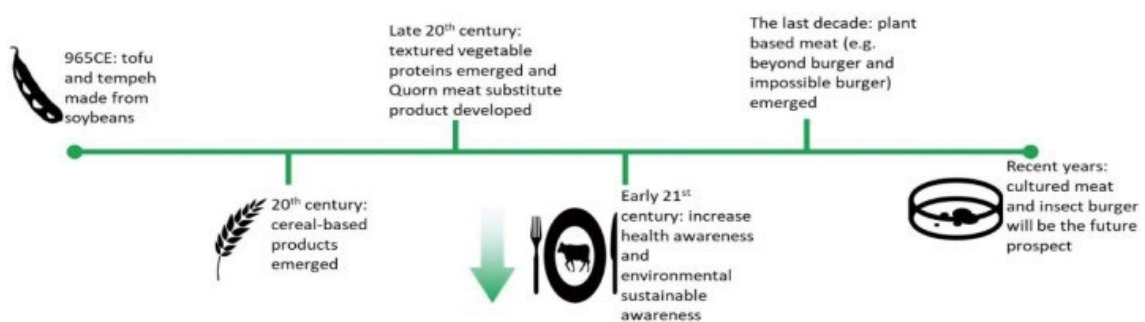 965CE: tofu
and tempeh
made from
soybeans
20th century:
cereal-based
products
emerged
Late 20th century:
textured vegetable
proteins emerged and
Quorn meat substitute
product developed
Early 21st
century: increase
health awareness
and
environmental
sustainable
awareness
The last decade: plant
based meat (e.g.
beyond burger and
impossible burger)
emerged
Recent years:
cultured meat
and insect burger
will be the future
prospect